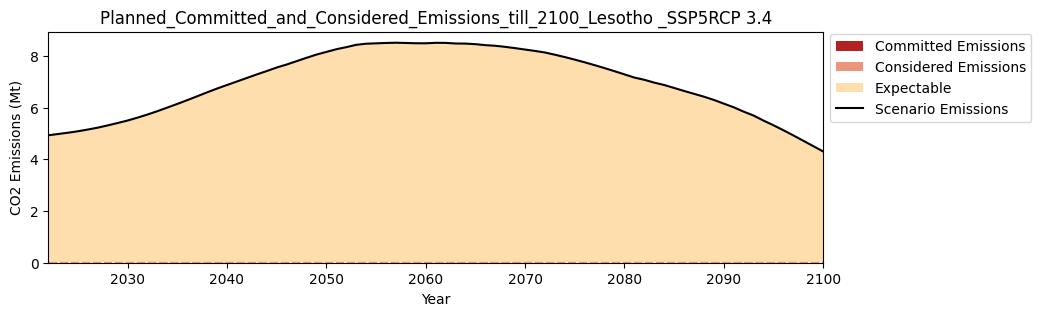 Planned_Committed_and_Considered_Emissions_till_2100_Lesotho _SSP5RCP 3.4
Committed Emissions
Considered Emissions
Expectable
Scenario Emissions
CO2 Emissions (Mt)
8
6
4
2
0
2030 2040 2050 2060 2070 2080 2090 2100
Year